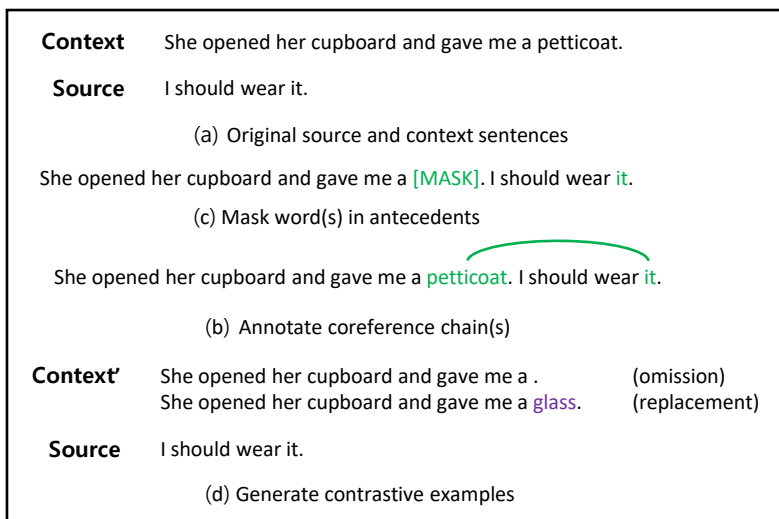 Context She opened her cupboard and gave me a petticoat.
Source I should wear it.
(a) Original source and context sentences
She opened her cupboard and gave me a [MASK]. I should wear it.
(c) Mask word(s) in antecedents
She opened her cupboard and gave me a petticoat. I should wear it.
(b) Annotate coreference chain(s)
Context' She opened her cupboard and gave me a . (omission)
She opened her cupboard and gave me a glass. (replacement)
Source I should wear it.
(d) Generate contrastive examples